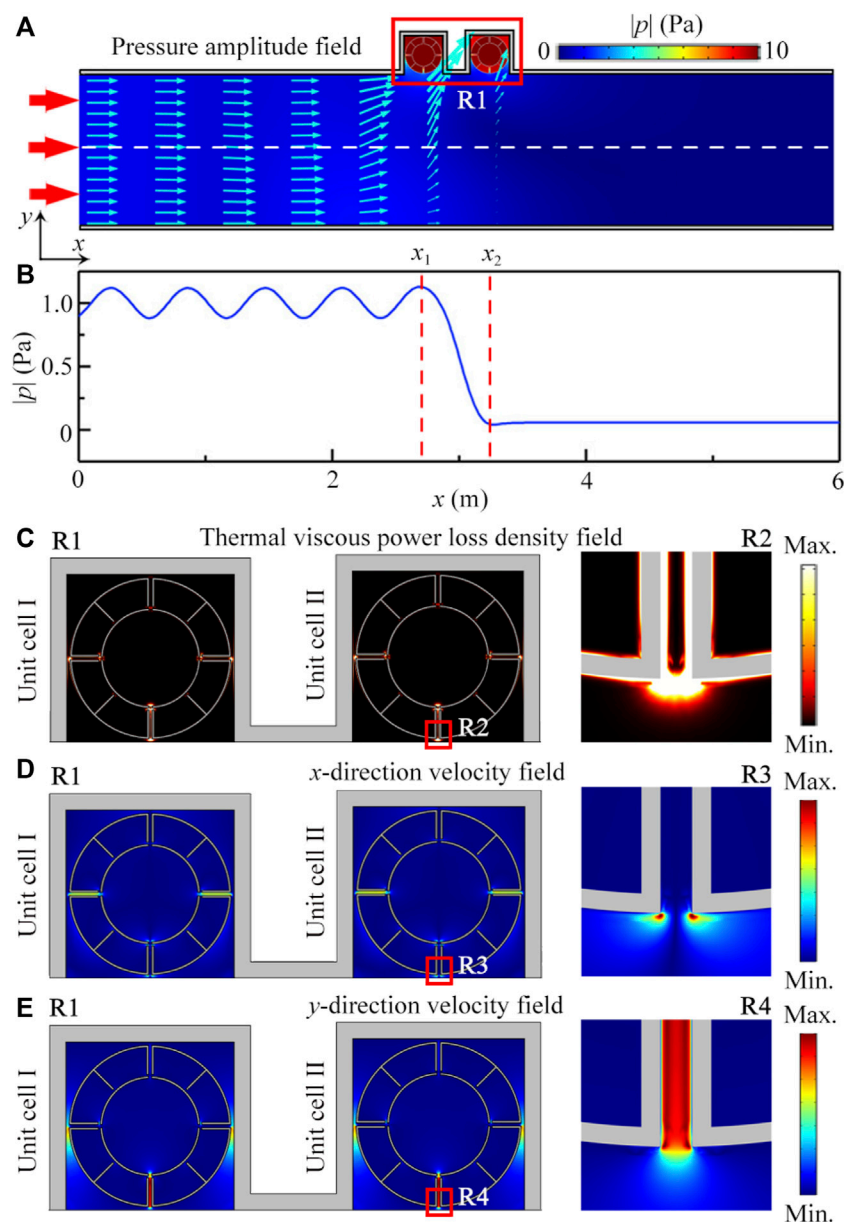 A
Pressure amplitude field
|p| (Pa)
0
10
R1
y
x
x1
x2
B
|p| (Pa)
1.0
0.5
0
0
2
4
6
x (m)
C
R1
Thermal viscous power loss density field
R2
Max.
Unit cell I
Unit cell II
R2
Min.
D
R1
x-direction velocity field
R3
Max.
Unit cell I
Unit cell II
R3
Min.
E
R1
y-direction velocity field
R4
Max.
Unit cell I
Unit cell II
R4
Min.